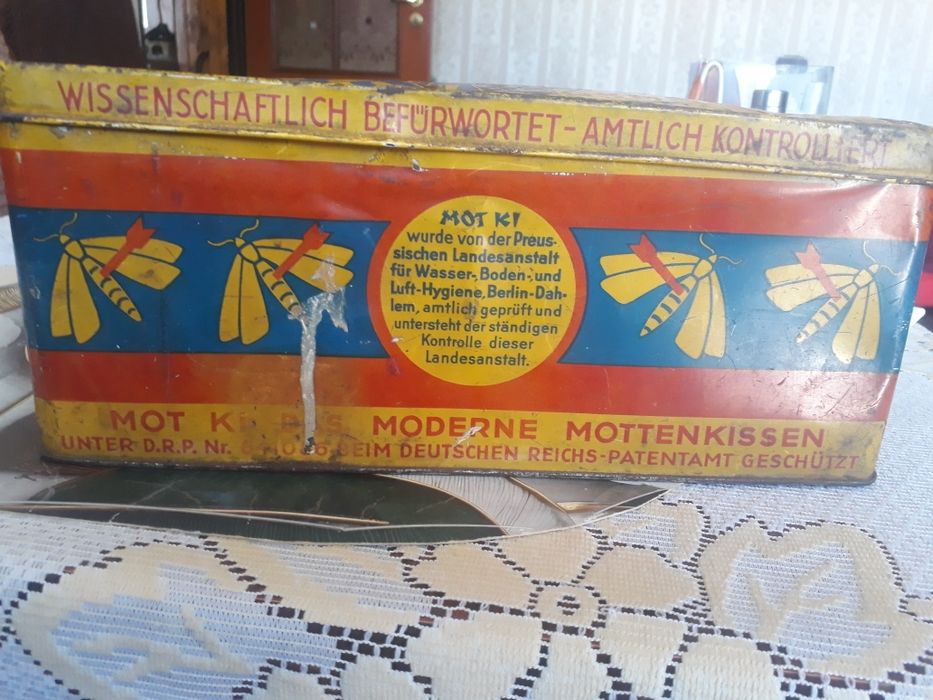 WISSENSCHAFTLICH BEFÜRWORTET-AMTLICH KONTROLLIERT
MOT KI
wurde von der Preus-
sischen Landesanstalt
für Wasser-, Boden-, und
Luft-Hygiene, Berlin-Dah-
lem, amtlich geprüft und
untersteht der ständigen
Kontrolle dieser
Landesanstalt.
MOT KI MODERNE MOTTENKISSEN
UNTER D.R.P. Nr. BEIM DEUTSCHEN REICHS-PATENTAMT GESCHÜTZT